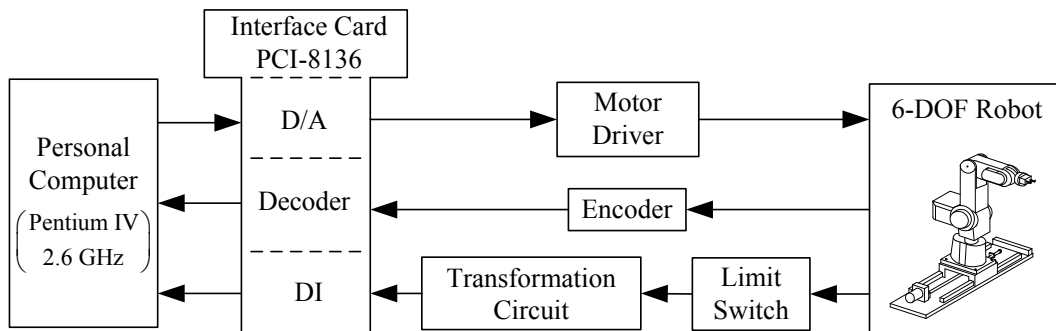 Interface Card
PCI-8136
Personal
Computer
Pentium IV
2.6 GHz
D/A
Decoder
DI
Motor
Driver
Encoder
Transformation
Circuit
Limit
Switch
6-DOF Robot